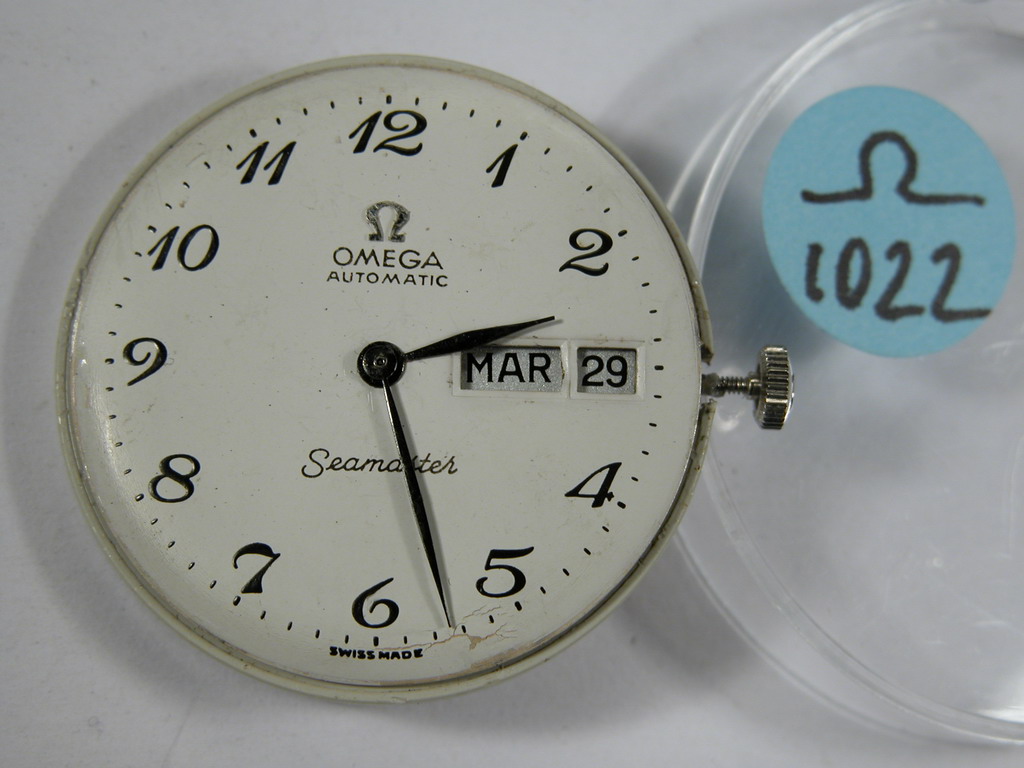 12
11
1
10
2
OMEGA
AUTOMATIC
9
MAR 29
Seamaster
8
4
7
5
6
SWISS MADE
1022